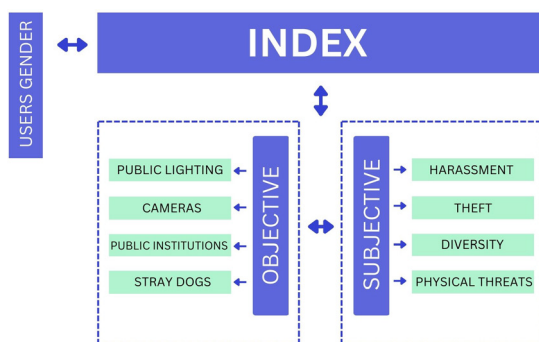 USERS GENDER
INDEX
OBJECTIVE
PUBLIC LIGHTING
CAMERAS
PUBLIC INSTITUTIONS
STRAY DOGS
SUBJECTIVE
HARASSMENT
THEFT
DIVERSITY
PHYSICAL THREATS